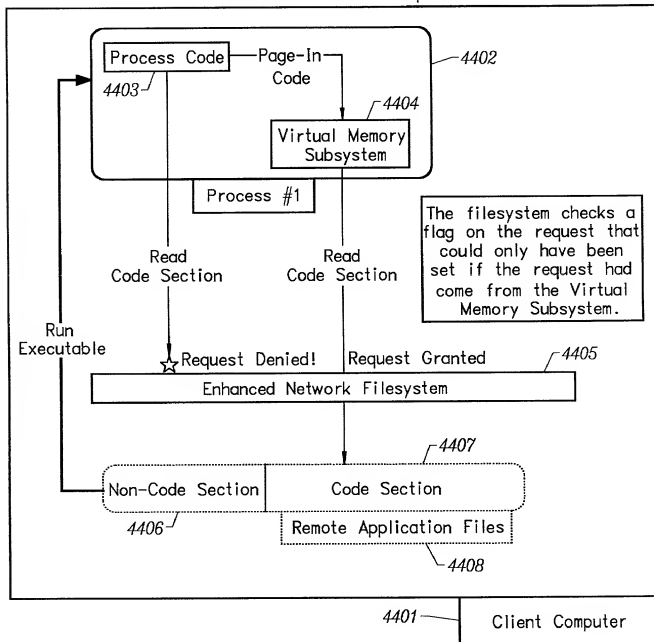 4402
Process Code
4403
Page-In
Code
4404
Virtual Memory
Subsystem
Process #1
The filesystem checks a
flag on the request that
could only have been
set if the request had
come from the Virtual
Memory Subsystem.
Read
Code Section
Read
Code Section
Run
Executable
Request Denied!
Request Granted
4405
Enhanced Network Filesystem
4407
Non-Code Section
Code Section
4406
Remote Application Files
4408
4401
Client Computer